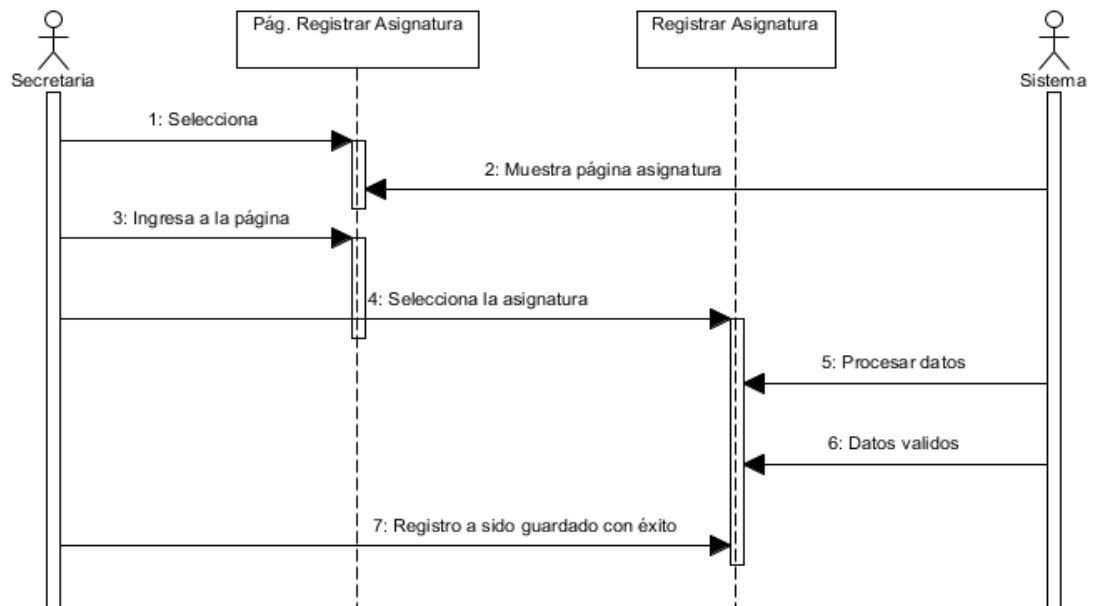 Pág. Registrar Asignatura
Registrar Asignatura
Secretaria
Sistema
1: Selecciona
2: Muestra página asignatura
3: Ingresa a la página
4: Selecciona la asignatura
5: Procesar datos
6: Datos validos
7: Registro a sido guardado con éxito